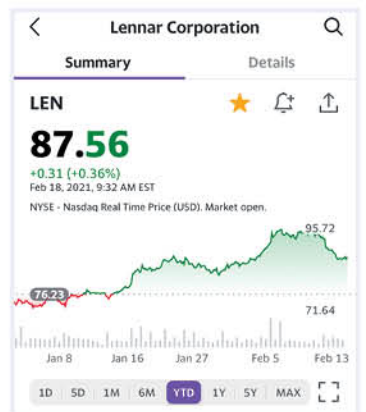 Lennar Corporation
Summary Details
LEN
87.56
+0.31 (+0.36%)
Feb 18, 2021, 9:32 AM EST
NYSE - Nasdaq Real Time Price (USD). Market open.
95.72
76.23
71.64
Jan 8 Jan 16 Jan 27 Feb 5 Feb 13
1D 5D 1M 6M YTD 1Y 5Y MAX